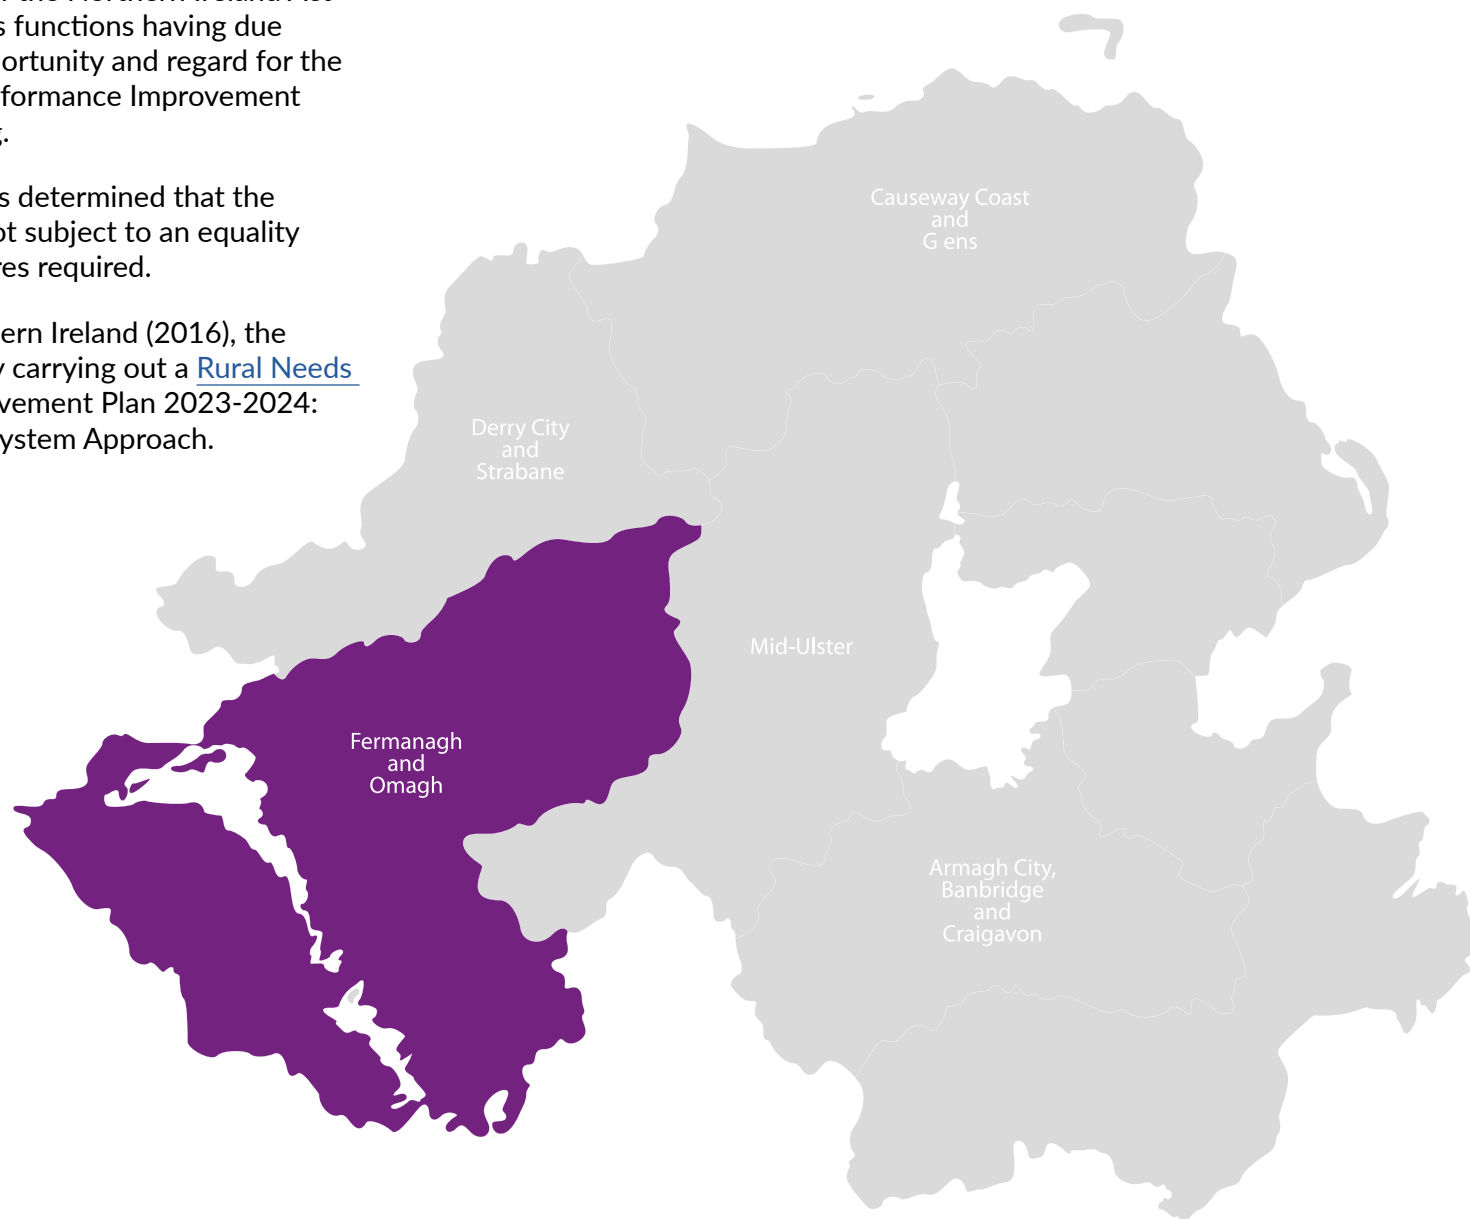 s functions having due
ortunity and regard for the
formance Improvement
s determined that the
ot subject to an equality
res required.
ern Ireland (2016), the
y carrying out a Rural Needs
vement Plan 2023-2024:
ystem Approach.
Causeway Coast
and
G ens
Derry City
and
Strabane
Mid-Ulster
Fermanagh
and
Omagh
Armagh City,
Banbridge
and
Craigavon